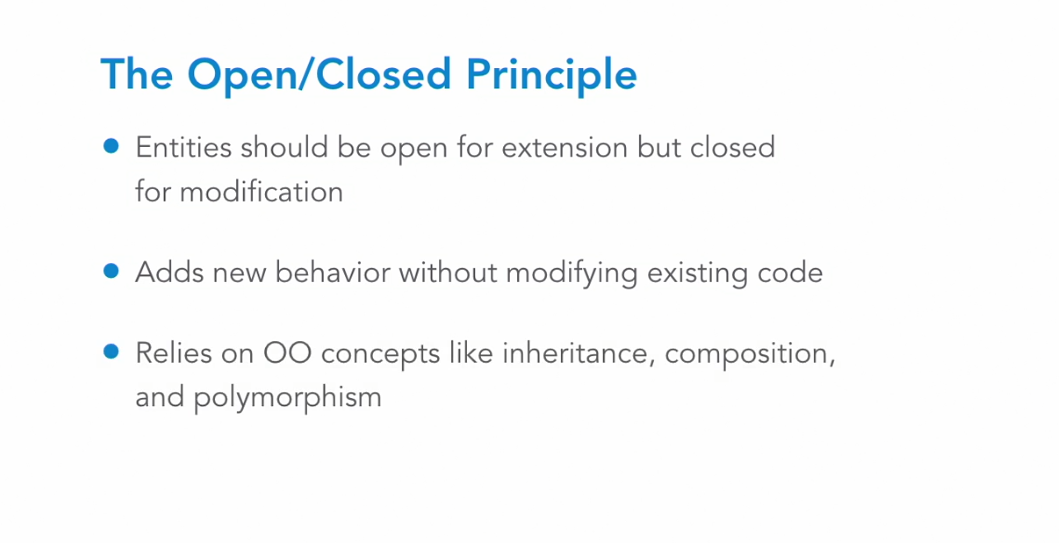 The Open/Closed Principle
Entities should be open for extension but closed
for modification
Adds new behavior without modifying existing code
Relies on OO concepts like inheritance, composition,
and polymorphism